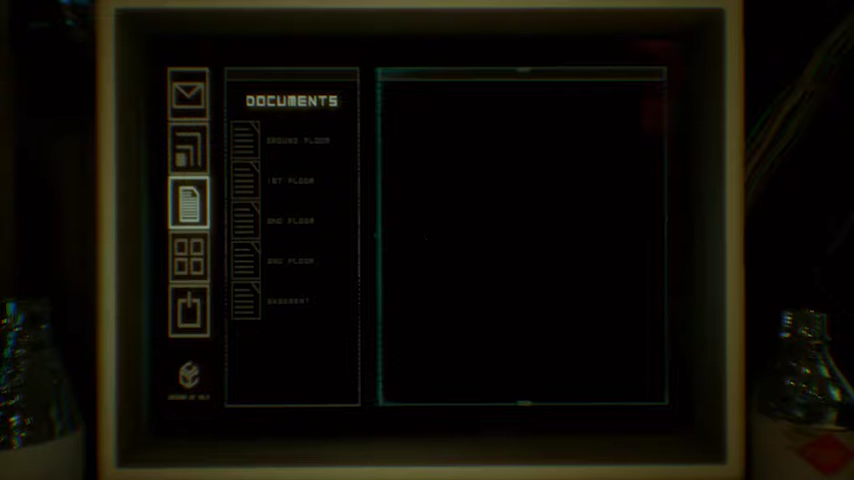 DOCUMENTS
GROUND FLOOR
1ST FLOOR
2ND FLOOR
3RD FLOOR
BASEMENT